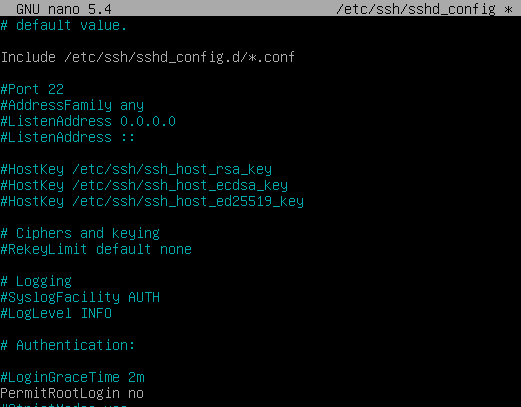 GNU nano 5.4 /etc/ssh/sshd_config *
# default value.
Include /etc/ssh/sshd_config.d/*.conf
#Port 22
#AddressFamily any
#ListenAddress 0.0.0.0
#ListenAddress ::
#HostKey /etc/ssh/ssh_host_rsa_key
#HostKey /etc/ssh/ssh_host_ecdsa_key
#HostKey /etc/ssh/ssh_host_ed25519_key
# Ciphers and keying
#RekeyLimit default none
# Logging
#SyslogFacility AUTH
#LogLevel INFO
# Authentication:
#LoginGraceTime 2m
PermitRootLogin no